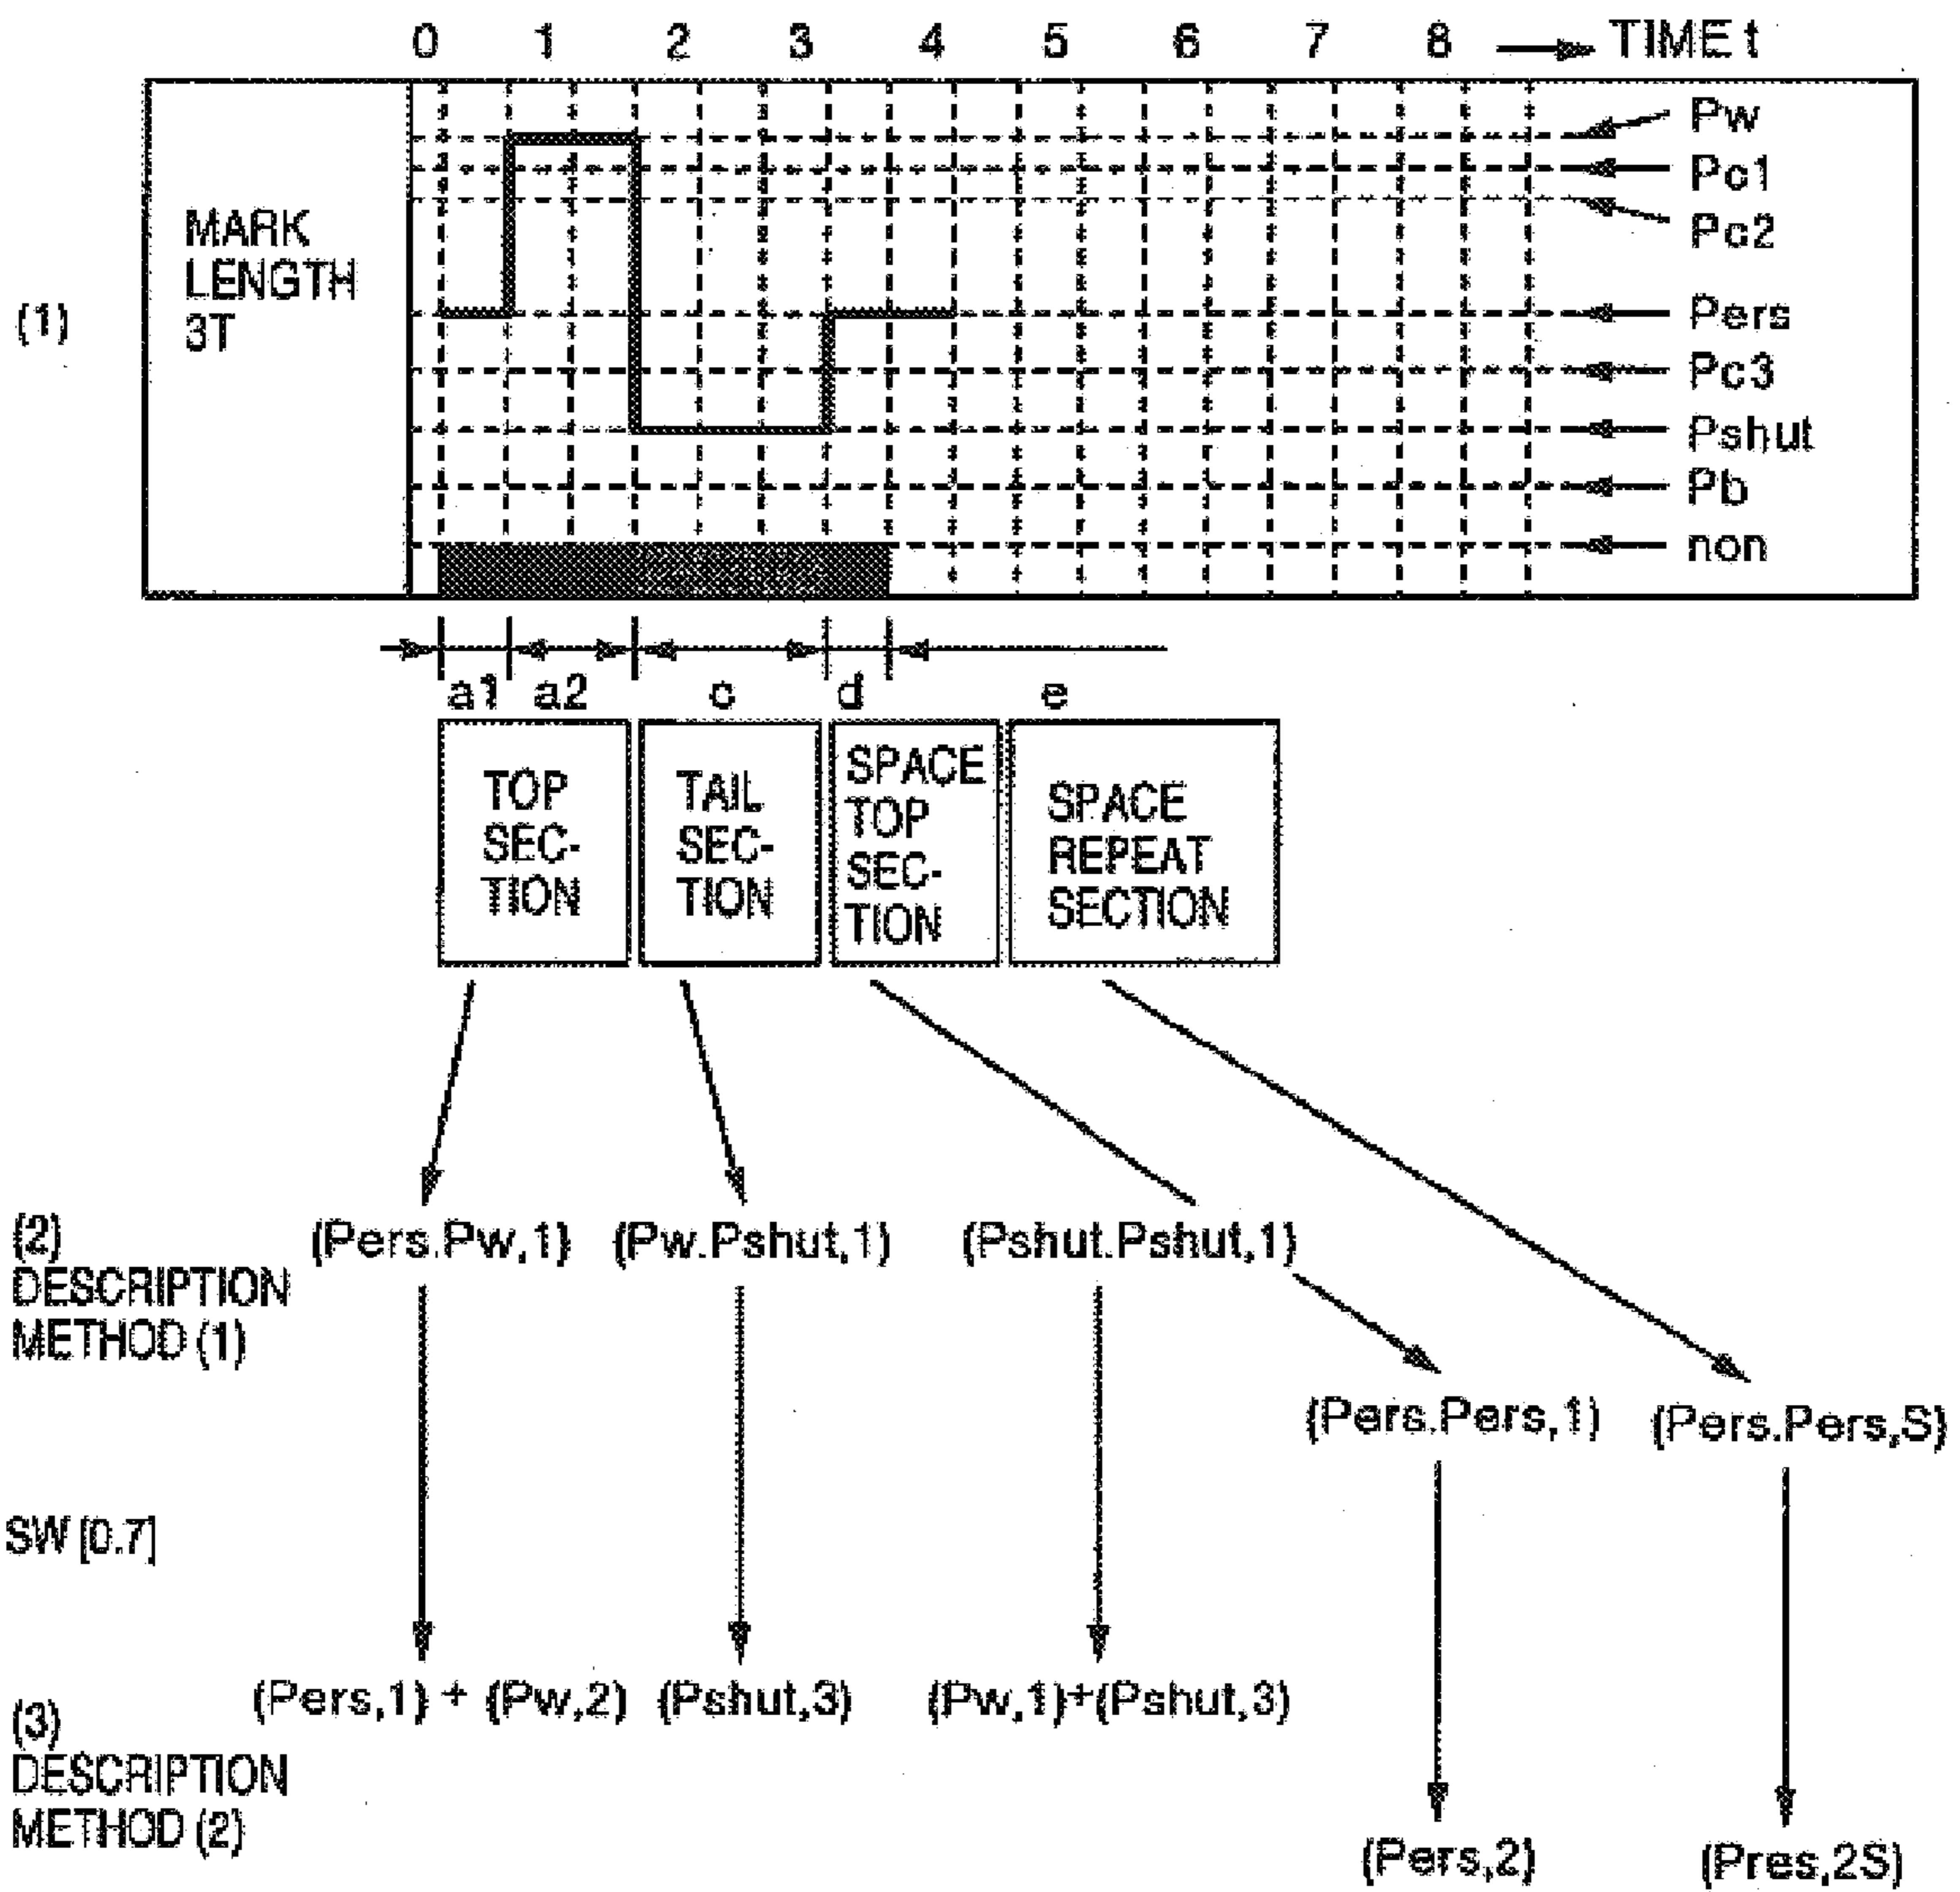 0 1 2 3 4 5 6 7 8 TIME t
Pw
Pc1
Pc2
Pers
Pc3
Pshut
Pb
non
(1)
MARK
LENGTH
3T
a1 a2 c d e
TOP
SEC-
TION
TAIL
SEC-
TION
SPACE
TOP
SEC-
TION
SPACE
REPEAT
SECTION
(2)
DESCRIPTION
METHOD (1)
(Pers.Pw,1) (Pw.Pshut,1) (Pshut.Pshut,1)
(Pers.Pers,1) (Pers.Pers,S)
SW [0.7]
(3)
DESCRIPTION
METHOD (2)
(Pers,1) + (Pw,2) (Pshut,3) (Pw,1)+(Pshut,3)
(Pers,2) (Pres,2S)